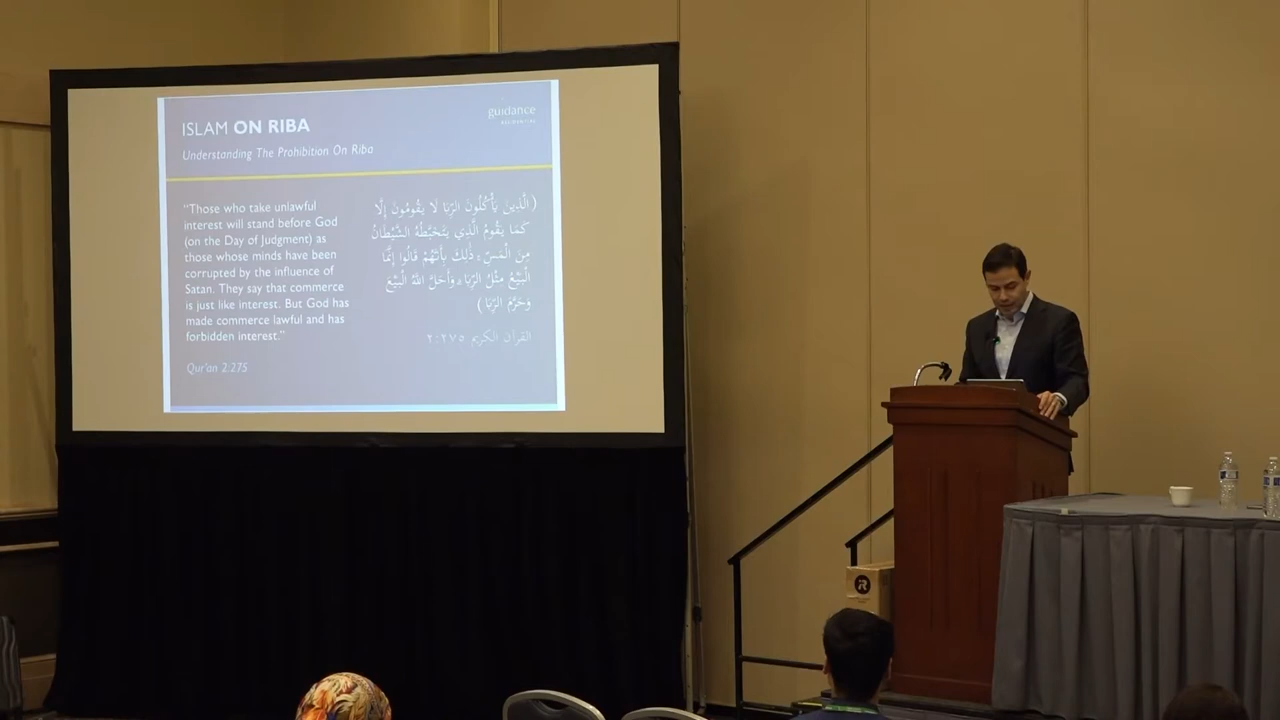 guidance
RESIDENTIAL
ISLAM ON RIBA
Understanding The Prohibition On Riba
“Those who take unlawful
interest will stand before God
(on the Day of Judgment) as
those whose minds have been
corrupted by the influence of
Satan. They say that commerce
is just like interest. But God has
made commerce lawful and has
forbidden interest.”
Qur'an 2:275
(الَّذِينَ يَأْكُلُونَ الرِّبَا لَا يَقُومُونَ إِلَّا
كَمَا يَقُومُ الَّذِي يَتَخَبَّطُهُ الشَّيْطَانُ
مِنَ الْمَسِّ ۚ ذَٰلِكَ بِأَنَّهُمْ قَالُوا إِنَّمَا
الْبَيْعُ مِثْلُ الرِّبَا ۗ وَأَحَلَّ اللَّهُ الْبَيْعَ
وَحَرَّمَ الرِّبَا )
القرآن الكريم ٢:٢٧٥
R